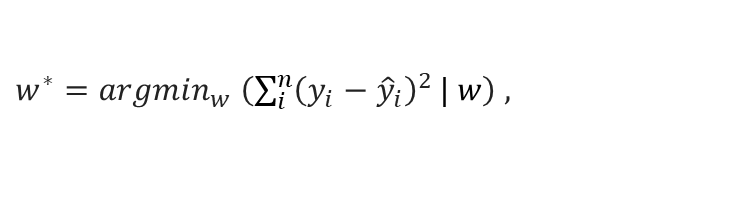 w* = argmin_w (∑_i^n(y_i − ŷ_i)² | w) ,